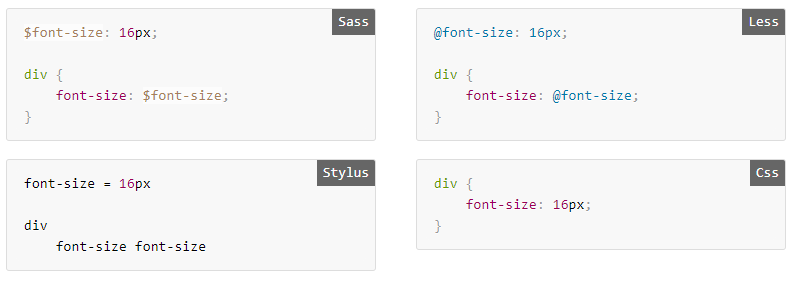 Sass
$font-size: 16px;
div {
    font-size: $font-size;
}
Less
@font-size: 16px;
div {
    font-size: @font-size;
}
Stylus
font-size = 16px
div
    font-size font-size
Css
div {
    font-size: 16px;
}